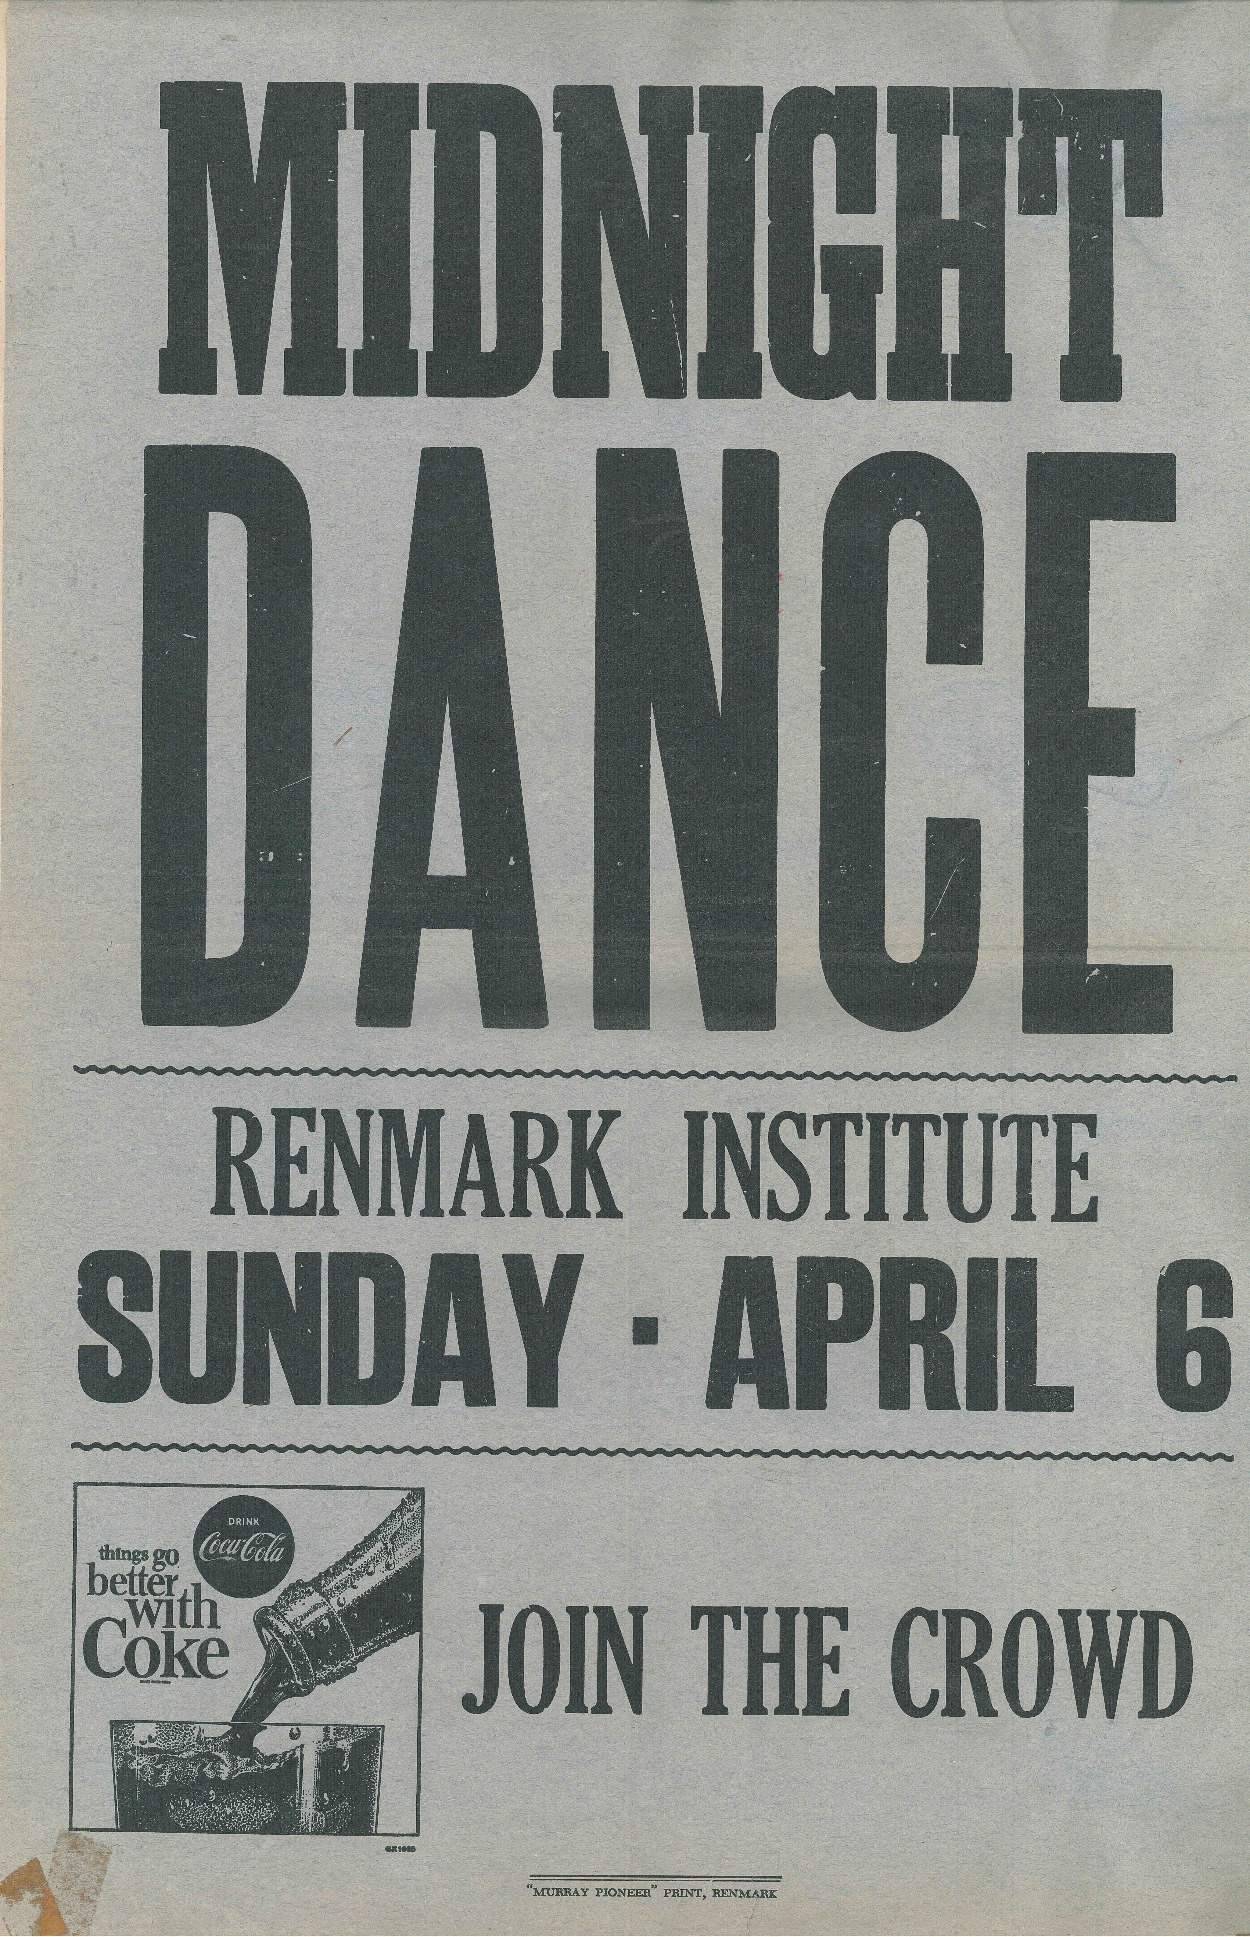 MIDNIGHT
DANCE
RENMARK INSTITUTE
SUNDAY · APRIL 6
DRINK
Coca-Cola
things go
better
with
Coke
JOIN THE CROWD
"MURRAY PIONEER" PRINT, RENMARK